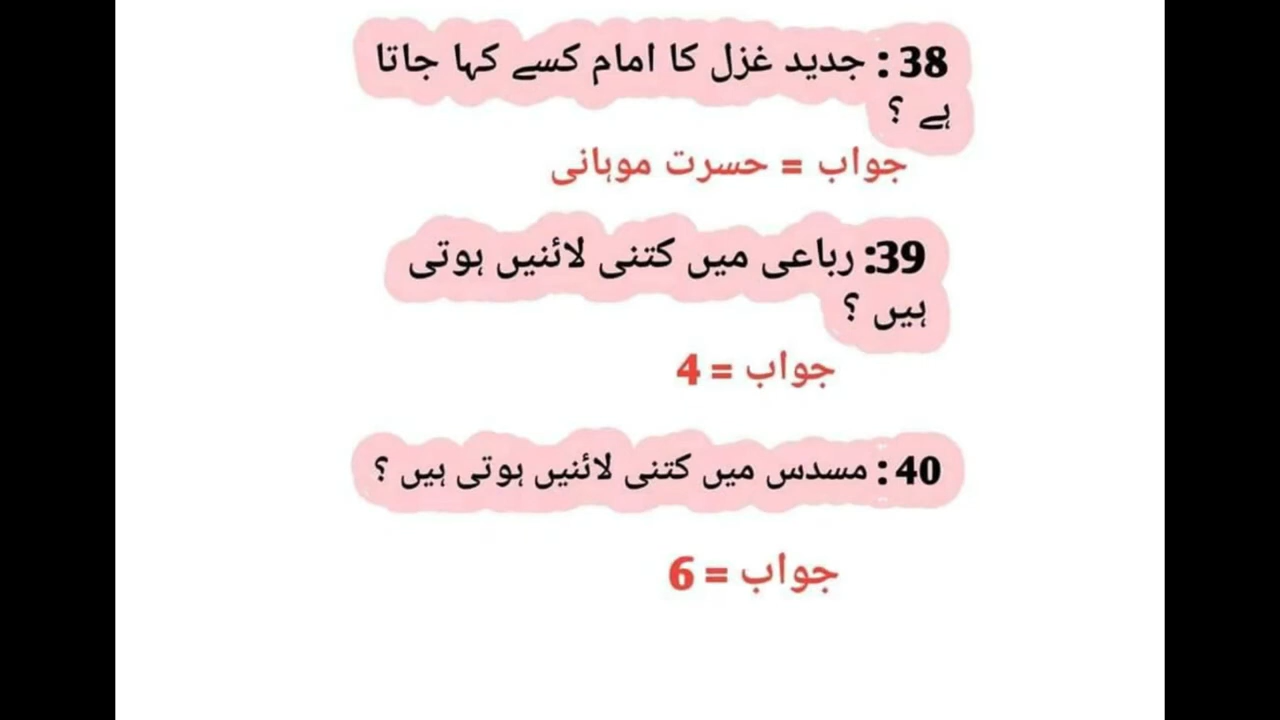 38 : جدید غزل کا امام کسے کہا جاتا
ہے ؟
جواب = حسرت موہانی
39: رباعی میں کتنی لائنیں ہوتی
ہیں ؟
جواب = 4
40 : مسدس میں کتنی لائنیں ہوتی ہیں ؟
جواب = 6